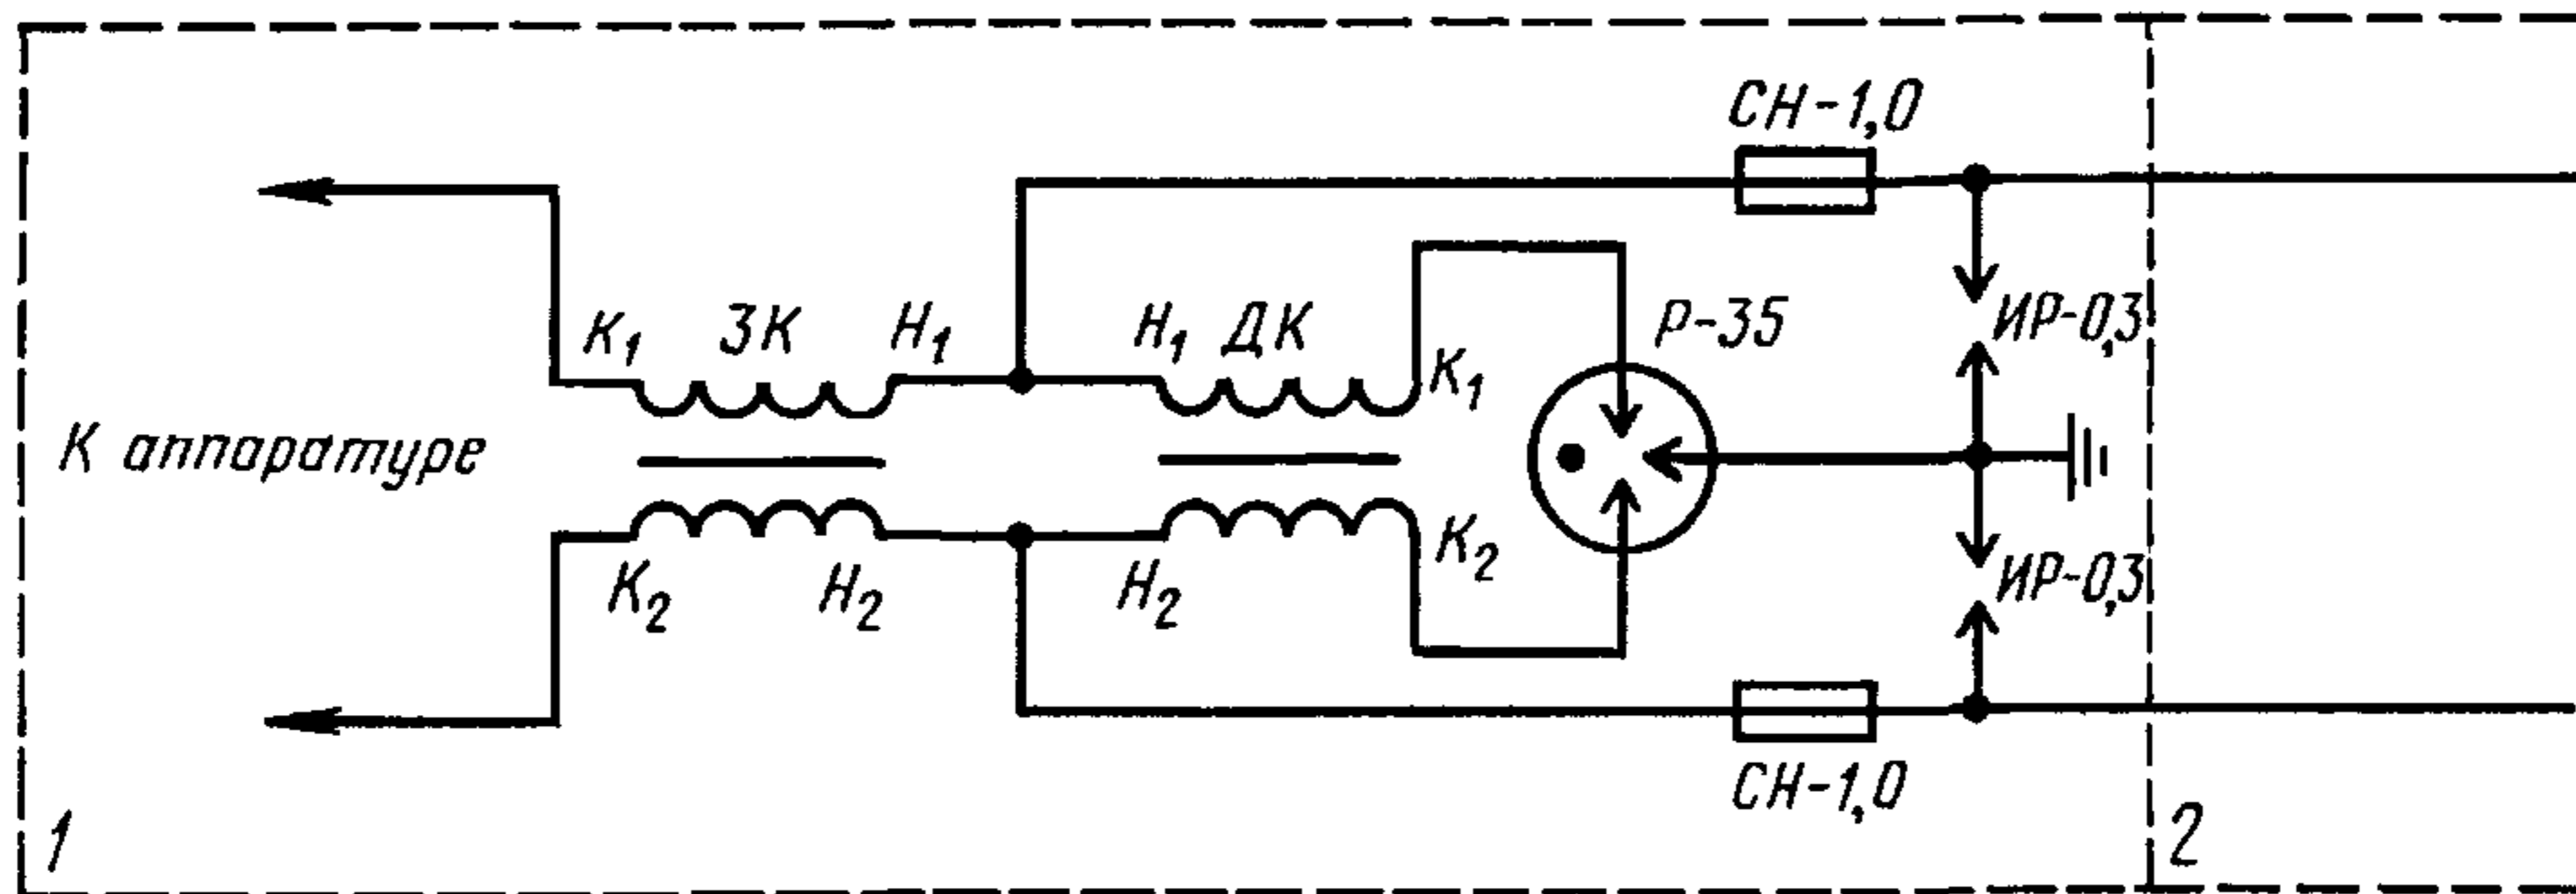 СН-1,0
К₁ ЗК Н₁ Н₁ ДК К₁ Р-35 ИР-0,3
К аппаратуре
К₂ Н₂ Н₂ К₂ ИР-0,3
СН-1,0
1 2